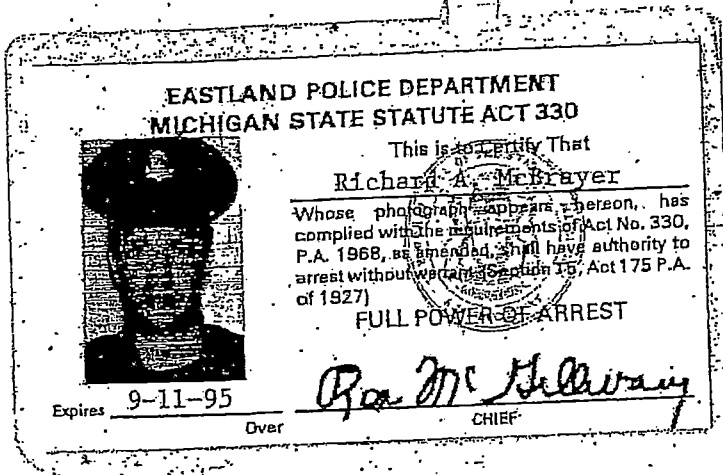 EASTLAND POLICE DEPARTMENT
MICHIGAN STATE STATUTE ACT 330
This is to Certify That
Richard A. McBrayer
Whose photograph appears hereon, has
complied with the requirements of Act No. 330,
P.A. 1968, as amended, shall have authority to
arrest without warrant (Section 15, Act 175 P.A.
of 1927)
FULL POWER OF ARREST
Expires 9-11-95
Over
CHIEF